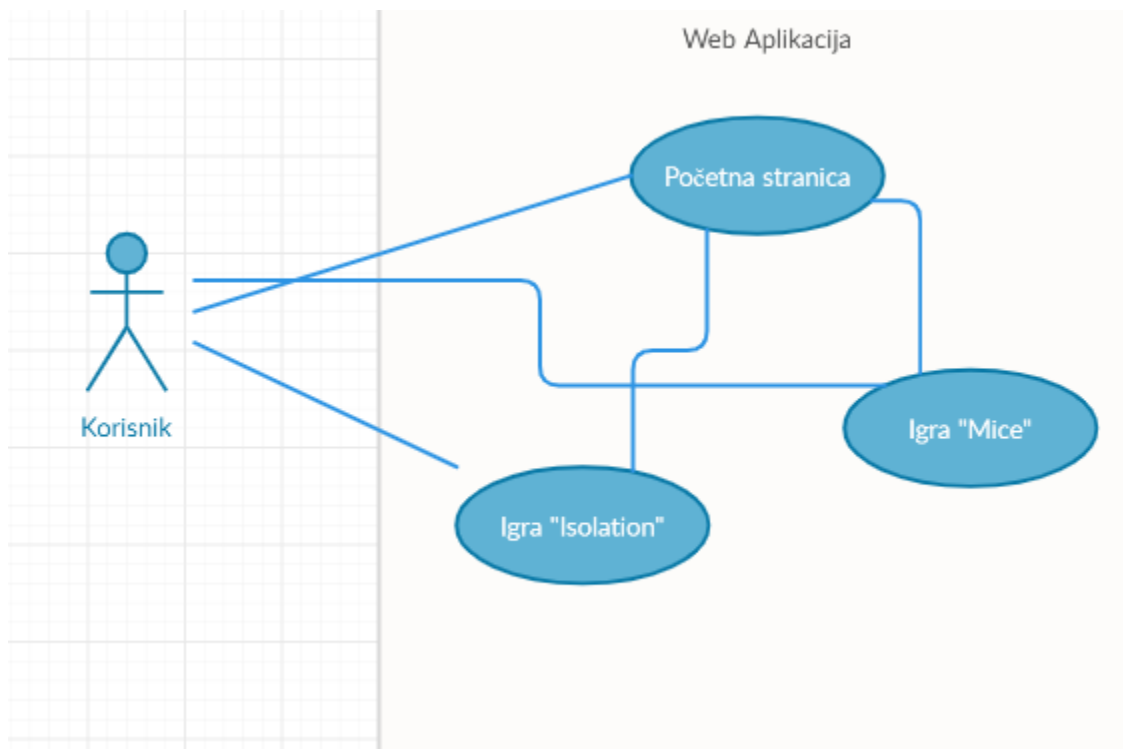 Web Aplikacija
Početna stranica
Korisnik
Igra "Mice"
Igra "Isolation"